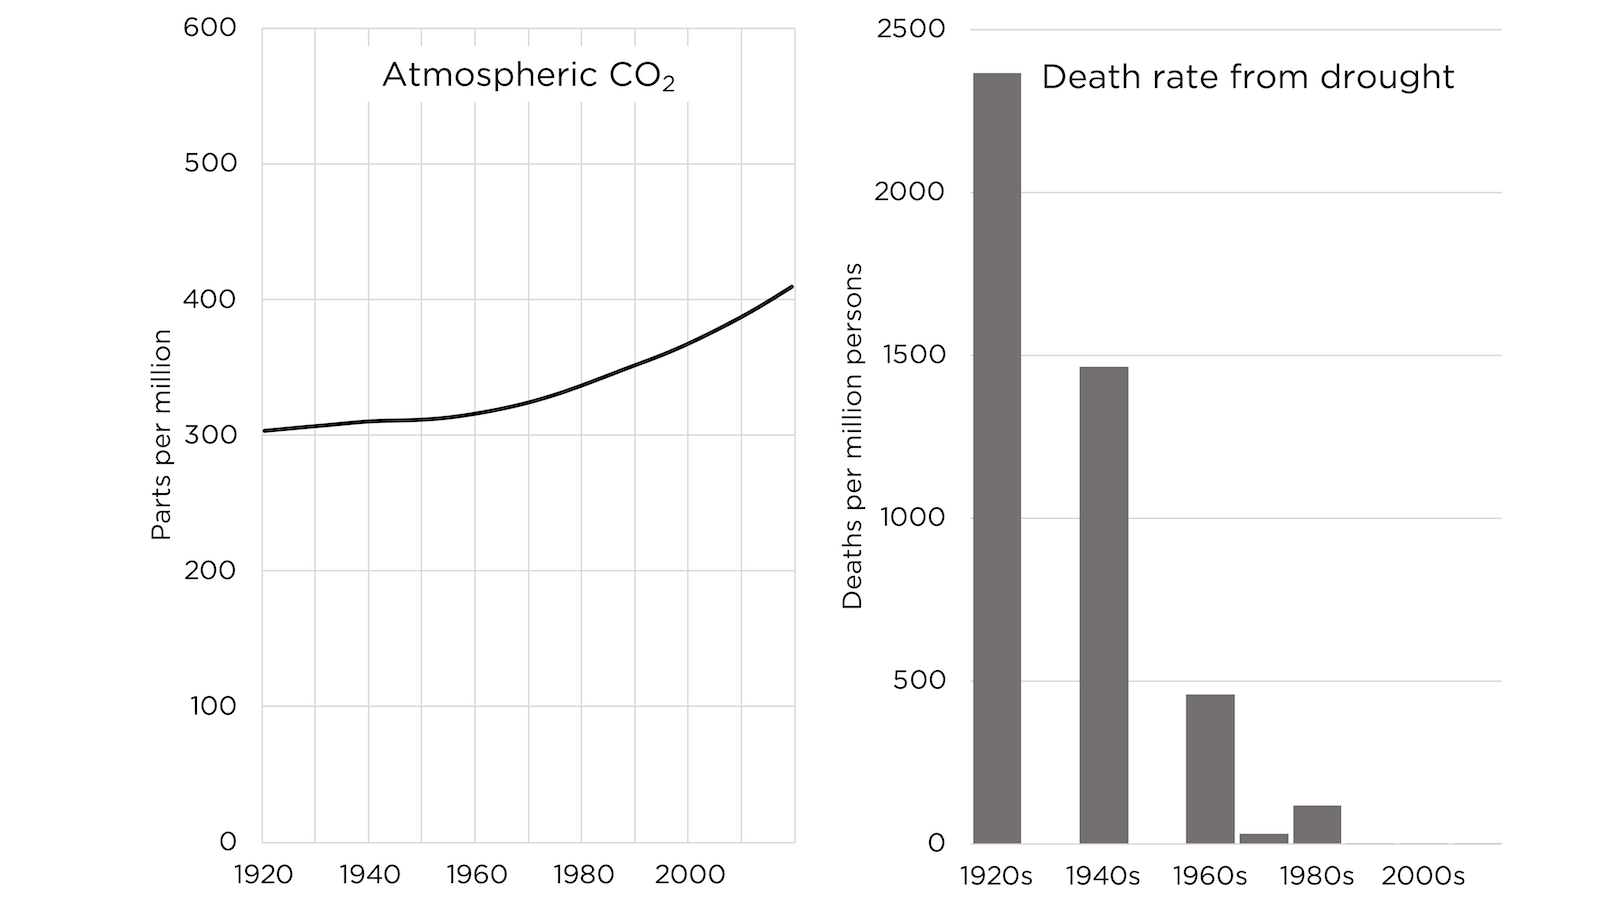 Atmospheric CO₂
Parts per million
600
500
400
300
200
100
0
1920 1940 1960 1980 2000
Death rate from drought
Deaths per million persons
2500
2000
1500
1000
500
0
1920s 1940s 1960s 1980s 2000s